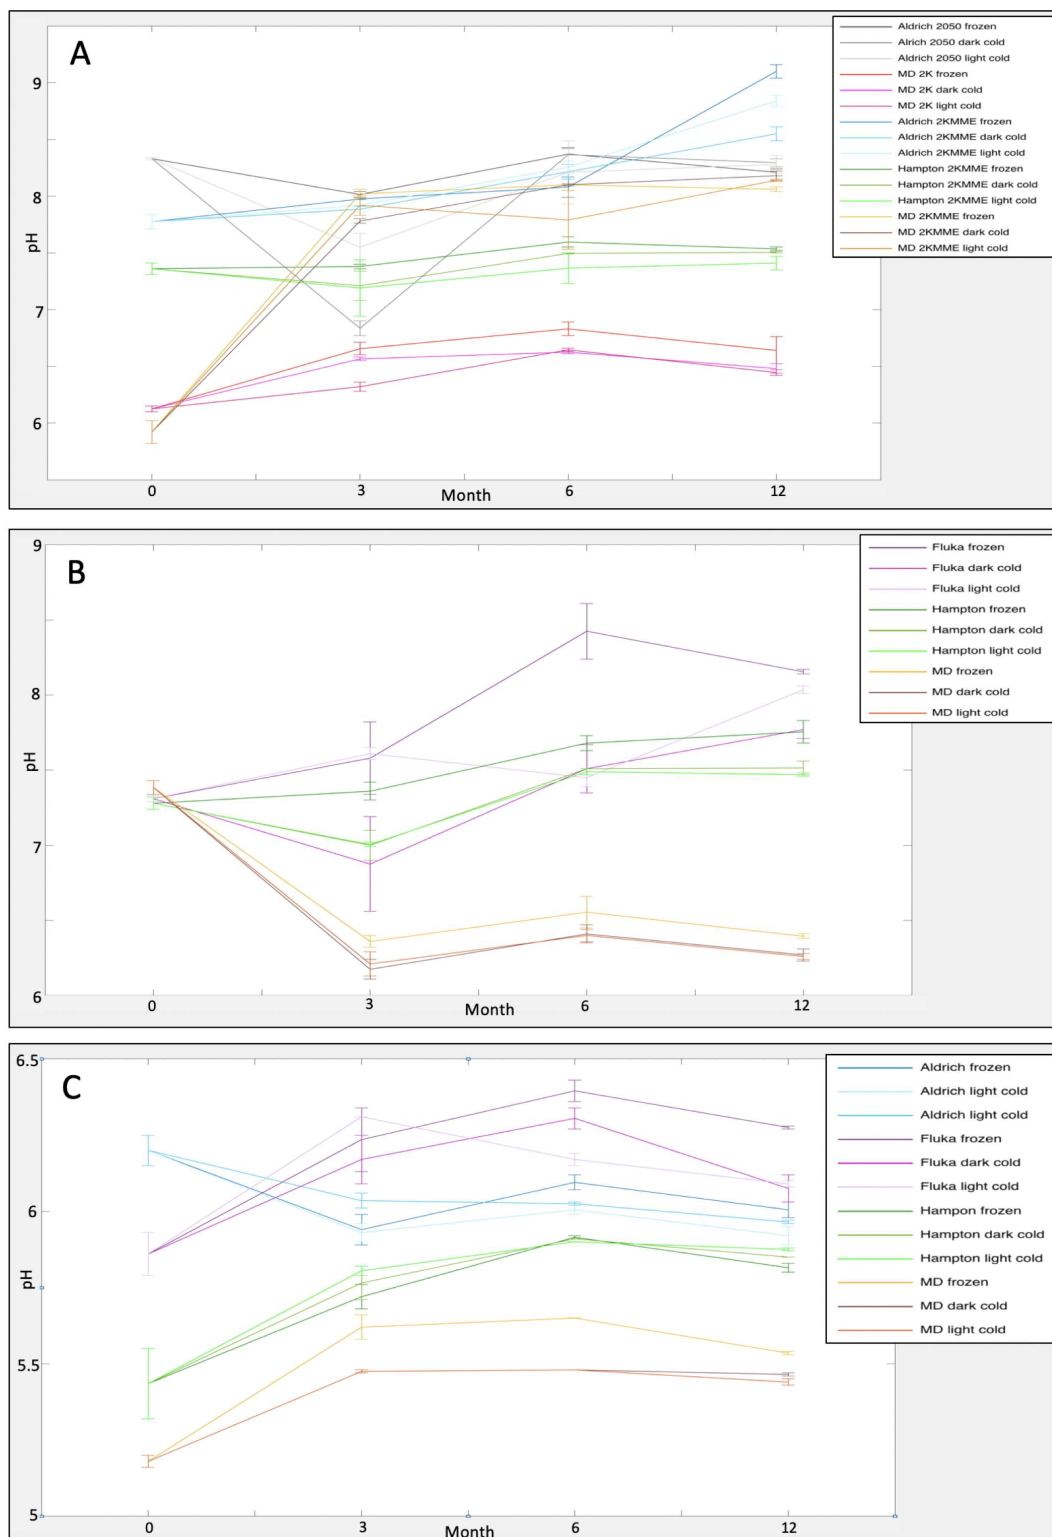 A
Aldrich 2050 frozen
Alrich 2050 dark cold
Aldrich 2050 light cold
MD 2K frozen
MD 2K dark cold
MD 2K light cold
Aldrich 2KMME frozen
Aldrich 2KMME dark cold
Aldrich 2KMME light cold
Hampton 2KMME frozen
Hampton 2KMME dark cold
Hampton 2KMME light cold
MD 2KMME frozen
MD 2KMME dark cold
MD 2KMME light cold
9
8
7
6
pH
0 3 6 12
Month
B
Fluka frozen
Fluka dark cold
Fluka light cold
Hampton frozen
Hampton dark cold
Hampton light cold
MD frozen
MD dark cold
MD light cold
9
8
7
6
pH
0 3 6 12
Month
C
Aldrich frozen
Aldrich light cold
Aldrich light cold
Fluka frozen
Fluka dark cold
Fluka light cold
Hampon frozen
Hampton dark cold
Hampton light cold
MD frozen
MD dark cold
MD light cold
6.5
6
5.5
5
pH
0 3 6 12
Month